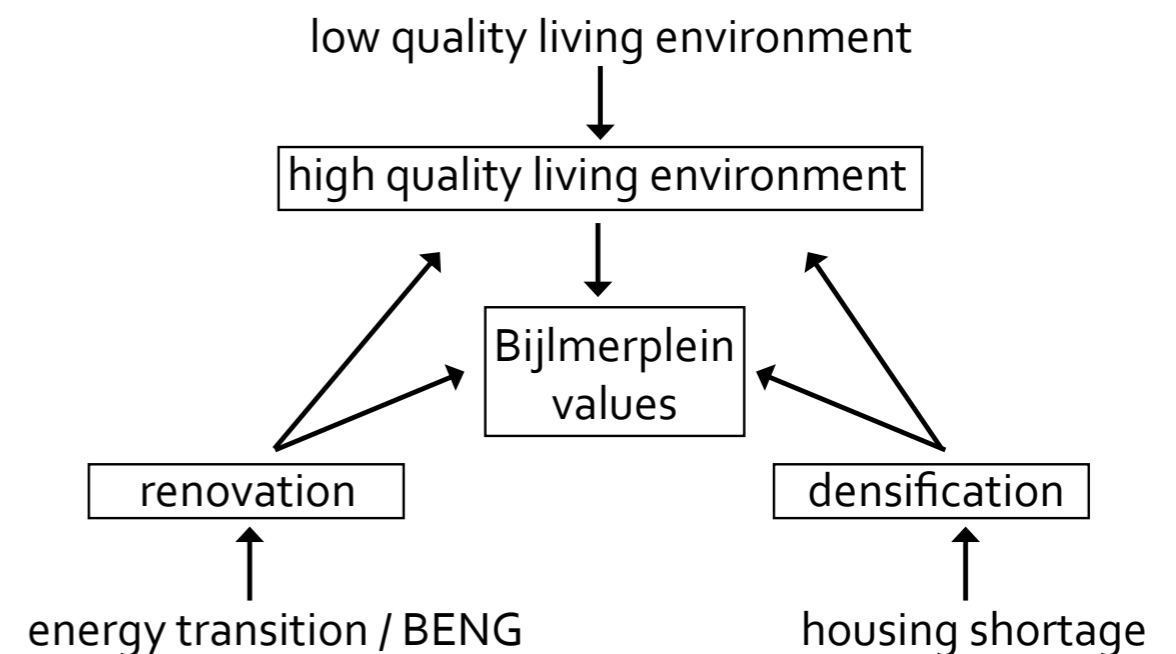 low quality living environment
high quality living environment
Bijlmerplein
values
renovation
densification
energy transition / BENG
housing shortage